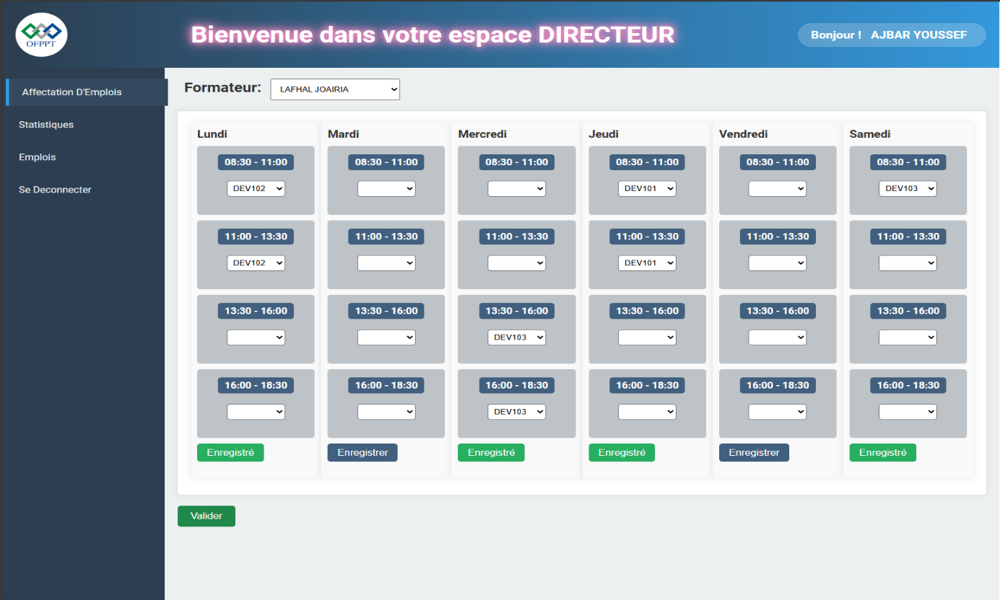 OFPPT
Bienvenue dans votre espace DIRECTEUR
Bonjour ! AJBAR YOUSSEF
Affectation D'Emplois
Statistiques
Emplois
Se Deconnecter
Formateur: LAFHAL JOAIRIA
Lundi Mardi Mercredi Jeudi Vendredi Samedi
08:30 - 11:00 08:30 - 11:00 08:30 - 11:00 08:30 - 11:00 08:30 - 11:00 08:30 - 11:00
DEV102 DEV101 DEV103
11:00 - 13:30 11:00 - 13:30 11:00 - 13:30 11:00 - 13:30 11:00 - 13:30 11:00 - 13:30
DEV102 DEV101
13:30 - 16:00 13:30 - 16:00 13:30 - 16:00 13:30 - 16:00 13:30 - 16:00 13:30 - 16:00
DEV103
16:00 - 18:30 16:00 - 18:30 16:00 - 18:30 16:00 - 18:30 16:00 - 18:30 16:00 - 18:30
DEV103
Enregistré Enregistrer Enregistré Enregistré Enregistrer Enregistré
Valider